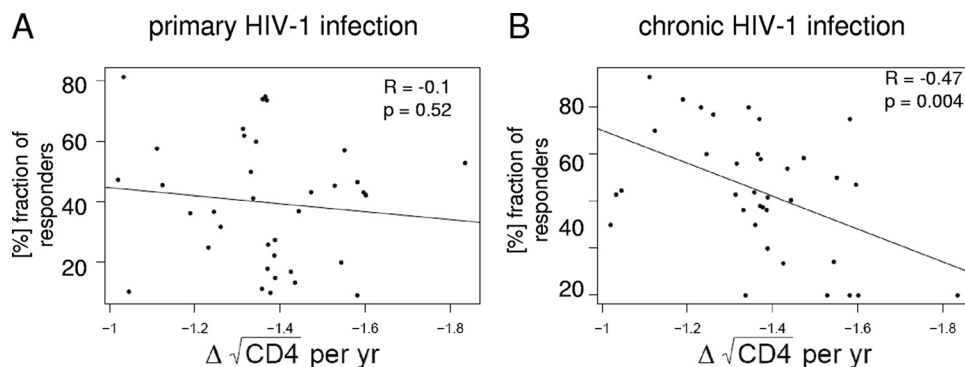 A primary HIV-1 infection
R = -0.1
p = 0.52
[%] fraction of
responders
80
60
40
20
−1 −1.2 −1.4 −1.6 −1.8
Δ √CD4 per yr
B chronic HIV-1 infection
R = -0.47
p = 0.004
[%] fraction of
responders
80
60
40
20
−1 −1.2 −1.4 −1.6 −1.8
Δ √CD4 per yr